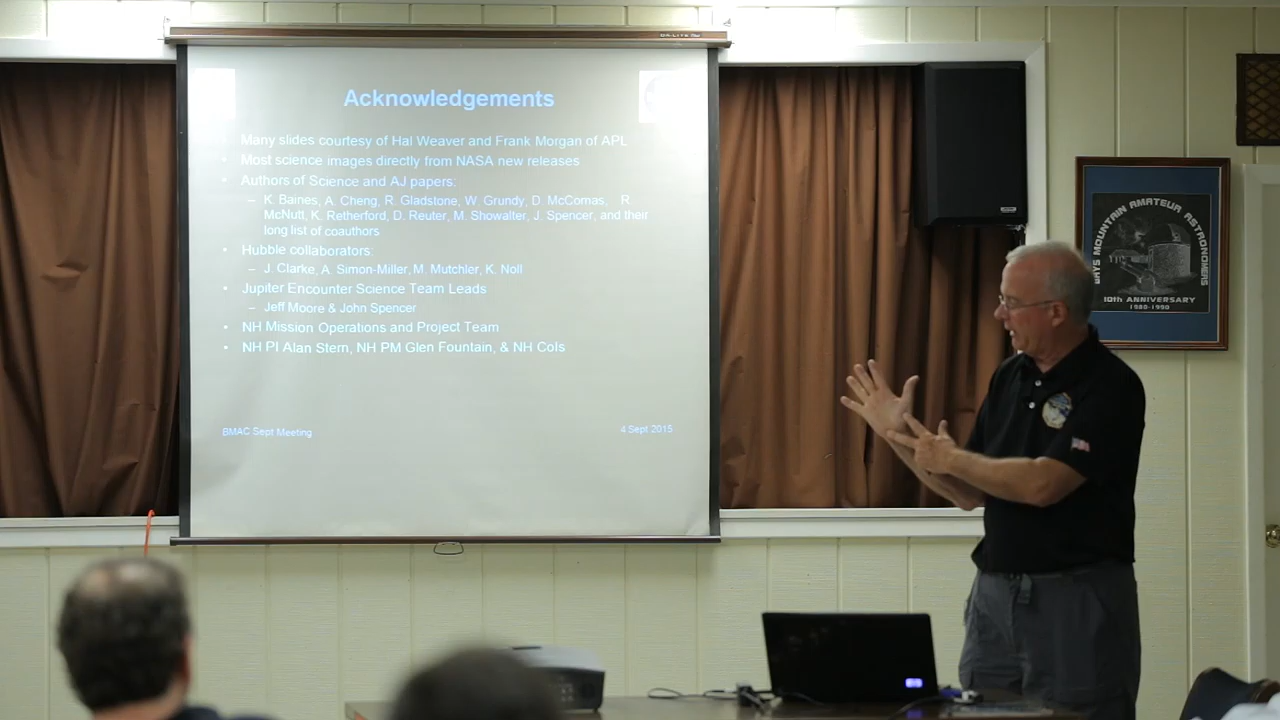 DA-LITE
Acknowledgements
• Many slides courtesy of Hal Weaver and Frank Morgan of APL
• Most science images directly from NASA new releases
• Authors of Science and AJ papers:
– K. Baines, A. Cheng, R. Gladstone, W. Grundy, D. McComas, R.
McNutt, K. Retherford, D. Reuter, M. Showalter, J. Spencer, and their
long list of coauthors
• Hubble collaborators:
– J. Clarke, A. Simon-Miller, M. Mutchler, K. Noll
• Jupiter Encounter Science Team Leads
– Jeff Moore & John Spencer
• NH Mission Operations and Project Team
• NH PI Alan Stern, NH PM Glen Fountain, & NH CoIs
BMAC Sept Meeting
4 Sept 2015
BAYS MOUNTAIN AMATEUR ASTRONOMERS
10th ANNIVERSARY
1980-1990